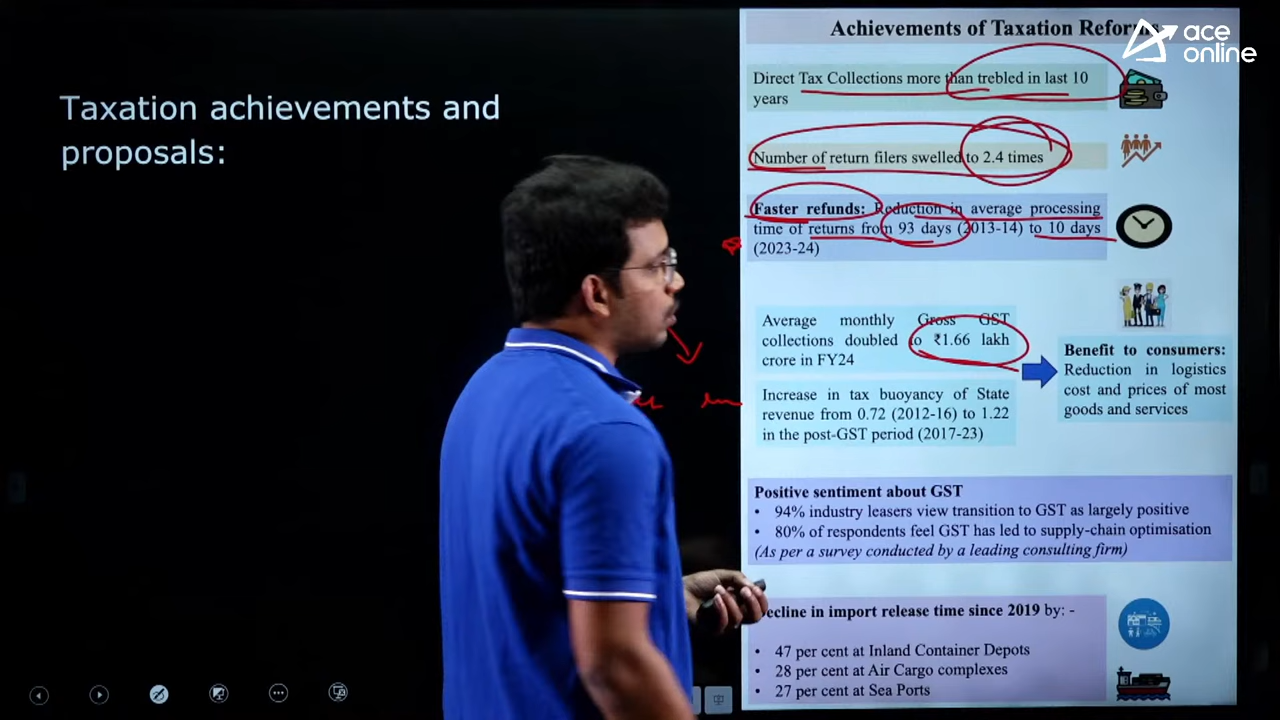 Taxation achievements and
proposals:
Achievements of Taxation Reforms
ace
online
Direct Tax Collections more than trebled in last 10
years
Number of return filers swelled to 2.4 times
Faster refunds: Reduction in average processing
time of returns from 93 days (2013-14) to 10 days
(2023-24)
Average monthly Gross GST
collections doubled to ₹1.66 lakh
crore in FY24
Increase in tax buoyancy of State
revenue from 0.72 (2012-16) to 1.22
in the post-GST period (2017-23)
Benefit to consumers:
Reduction in logistics
cost and prices of most
goods and services
Positive sentiment about GST
• 94% industry leasers view transition to GST as largely positive
• 80% of respondents feel GST has led to supply-chain optimisation
(As per a survey conducted by a leading consulting firm)
Decline in import release time since 2019 by: -
• 47 per cent at Inland Container Depots
• 28 per cent at Air Cargo complexes
• 27 per cent at Sea Ports